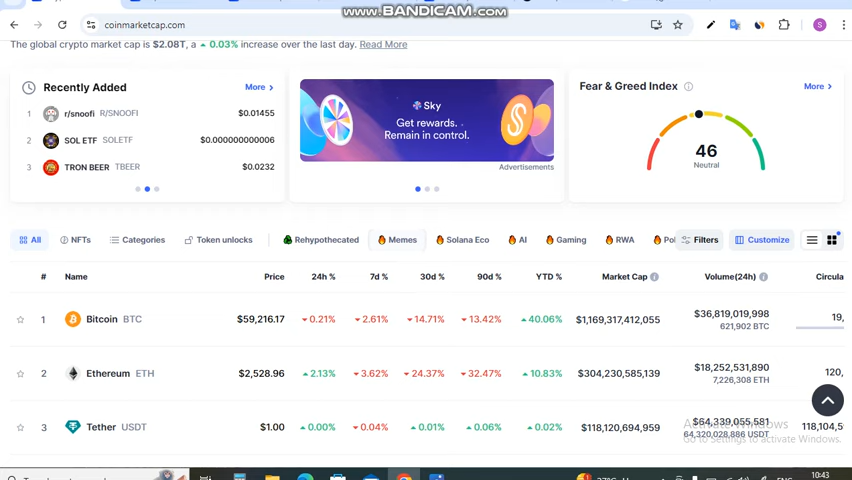 www.BANDICAM.com
coinmarketcap.com
S
The global crypto market cap is $2.08T, a 0.03% increase over the last day. Read More
Recently Added
More
1 r/snoofi R/SNOOFI $0.01455
2 SOL ETF SOLETF $0.000000000006
3 TRON BEER TBEER $0.0232
Sky
Get rewards.
Remain in control.
Advertisements
Fear & Greed Index
More
46
Neutral
All NFTs Categories Token unlocks Rehypothecated Memes Solana Eco AI Gaming RWA Filters Customize
# Name Price 24h % 7d % 30d % 90d % YTD % Market Cap Volume(24h) Circula
1 Bitcoin BTC $59,216.17 0.21% 2.61% 14.71% 13.42% 40.06% $1,169,317,412,055 $36,819,019,998 19,
621,902 BTC
2 Ethereum ETH $2,528.96 2.13% 3.62% 24.37% 32.47% 10.83% $304,230,585,139 $18,252,531,890 120,
7,226,308 ETH
3 Tether USDT $1.00 0.00% 0.04% 0.01% 0.06% 0.02% $118,120,694,959 $64,339,055,581 118,104,5
64,320,028,886 USDT
Activate Windows
Go to Settings to activate Windows.
ENG
10:43